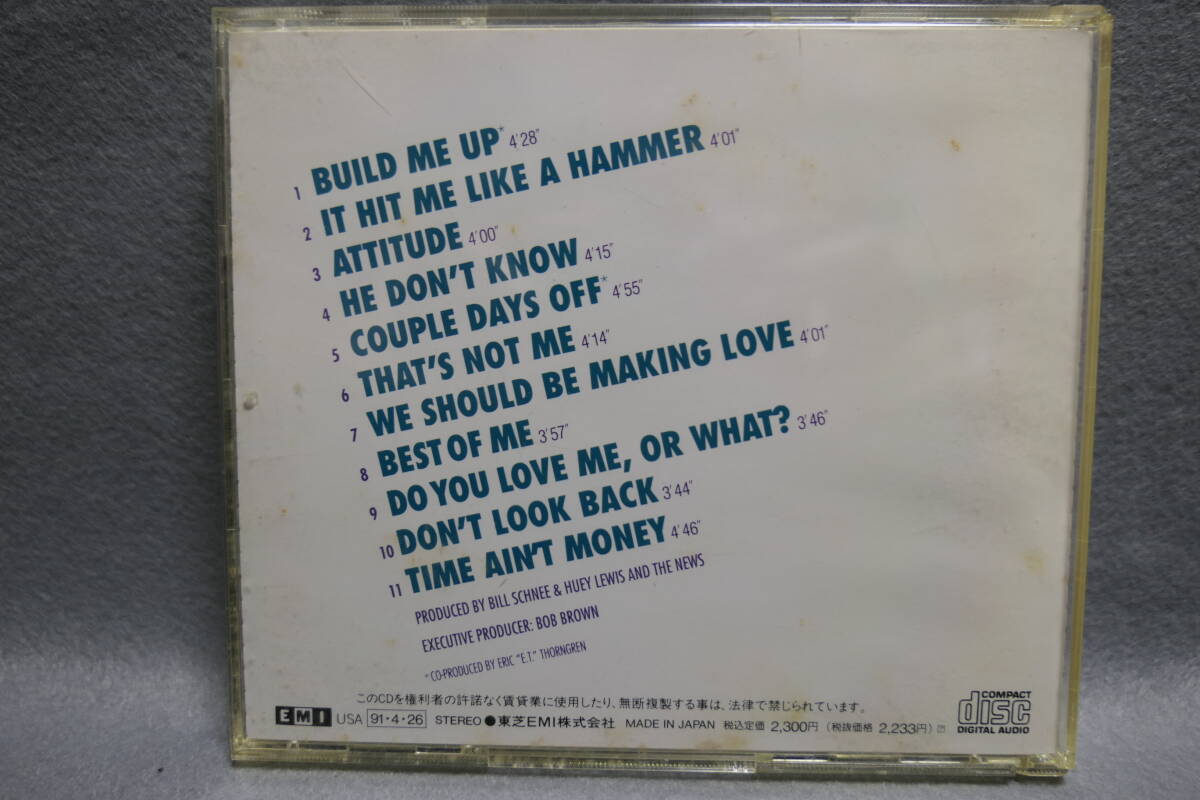 1 BUILD ME UP* 4'28"
2 IT HIT ME LIKE A HAMMER 4'01"
3 ATTITUDE 4'00"
4 HE DON'T KNOW 4'15"
5 COUPLE DAYS OFF* 4'55"
6 THAT'S NOT ME 4'14"
7 WE SHOULD BE MAKING LOVE 4'01"
8 BEST OF ME 3'57"
9 DO YOU LOVE ME, OR WHAT? 3'46"
10 DON'T LOOK BACK 3'44"
11 TIME AIN'T MONEY 4'46"
PRODUCED BY BILL SCHNEE & HUEY LEWIS AND THE NEWS
EXECUTIVE PRODUCER: BOB BROWN
* CO-PRODUCED BY ERIC "E.T." THORNGREN
このCDを権利者の許諾なく賃貸業に使用したり、無断複製する事は、法律で禁じられています。
EMI USA 91・4・26 STEREO ●東芝EMI株式会社 MADE IN JAPAN 税込定価 2,300円 (税抜価格 2,233円)
COMPACT disc DIGITAL AUDIO